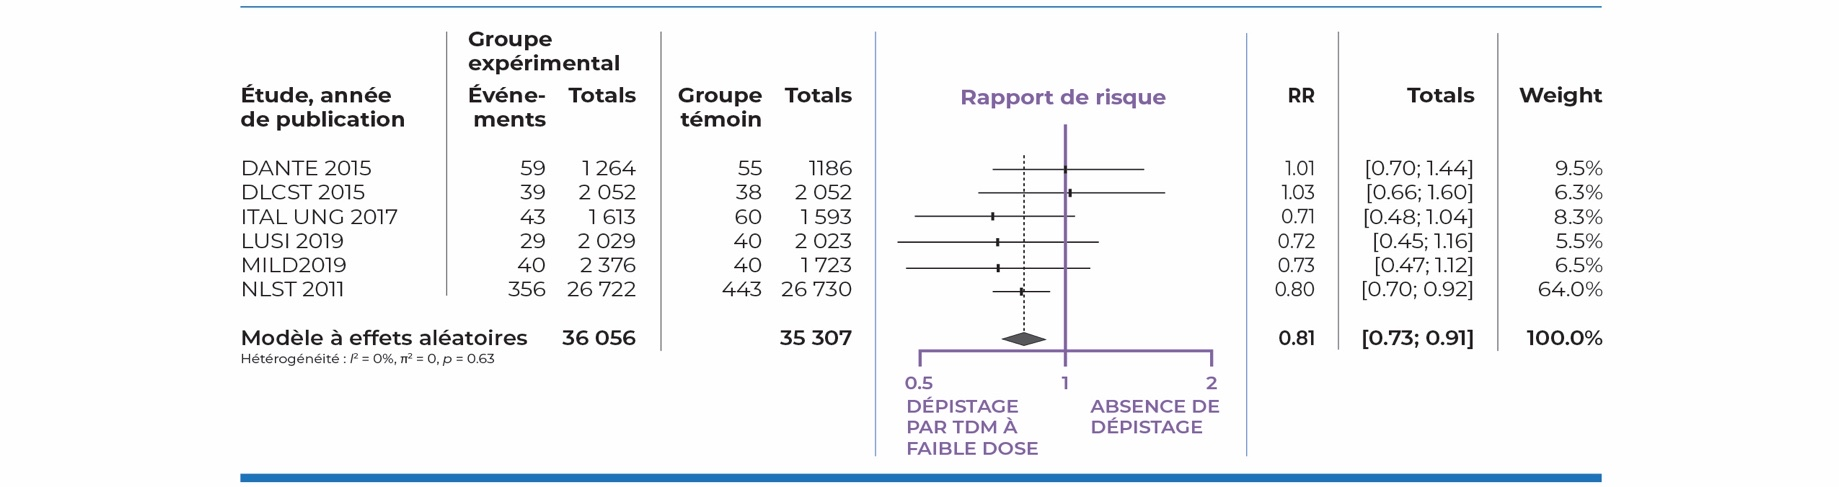 Groupe
expérimental
Étude, année
de publication
Événe-
ments
Totals
Groupe
témoin
Totals
Rapport de risque
RR
Totals
Weight
DANTE 2015 59 1 264 55 1186 1.01 [0.70; 1.44] 9.5%
DLCST 2015 39 2 052 38 2 052 1.03 [0.66; 1.60] 6.3%
ITAL UNG 2017 43 1 613 60 1 593 0.71 [0.48; 1.04] 8.3%
LUSI 2019 29 2 029 40 2 023 0.72 [0.45; 1.16] 5.5%
MILD2019 40 2 376 40 1 723 0.73 [0.47; 1.12] 6.5%
NLST 2011 356 26 722 443 26 730 0.80 [0.70; 0.92] 64.0%
Modèle à effets aléatoires 36 056 35 307 0.81 [0.73; 0.91] 100.0%
Hétérogénéité : I² = 0%, π² = 0, p = 0.63
0.5 1 2
DÉPISTAGE
PAR TDM À
FAIBLE DOSE
ABSENCE DE
DÉPISTAGE